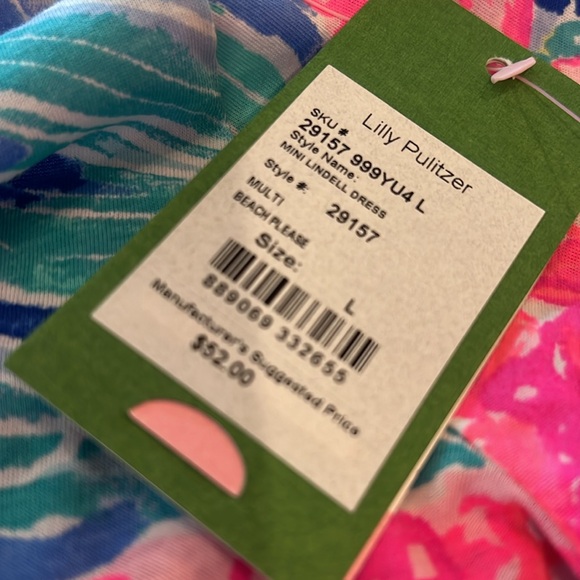 Lilly Pulitzer
SKU #
29157 999YU4 L
Style Name:
MINI LINDELL DRESS
Style #: 29157
MULTI
BEACH PLEASE
Size: L
889069 332655
Manufacturer's Suggested Price
$52.00